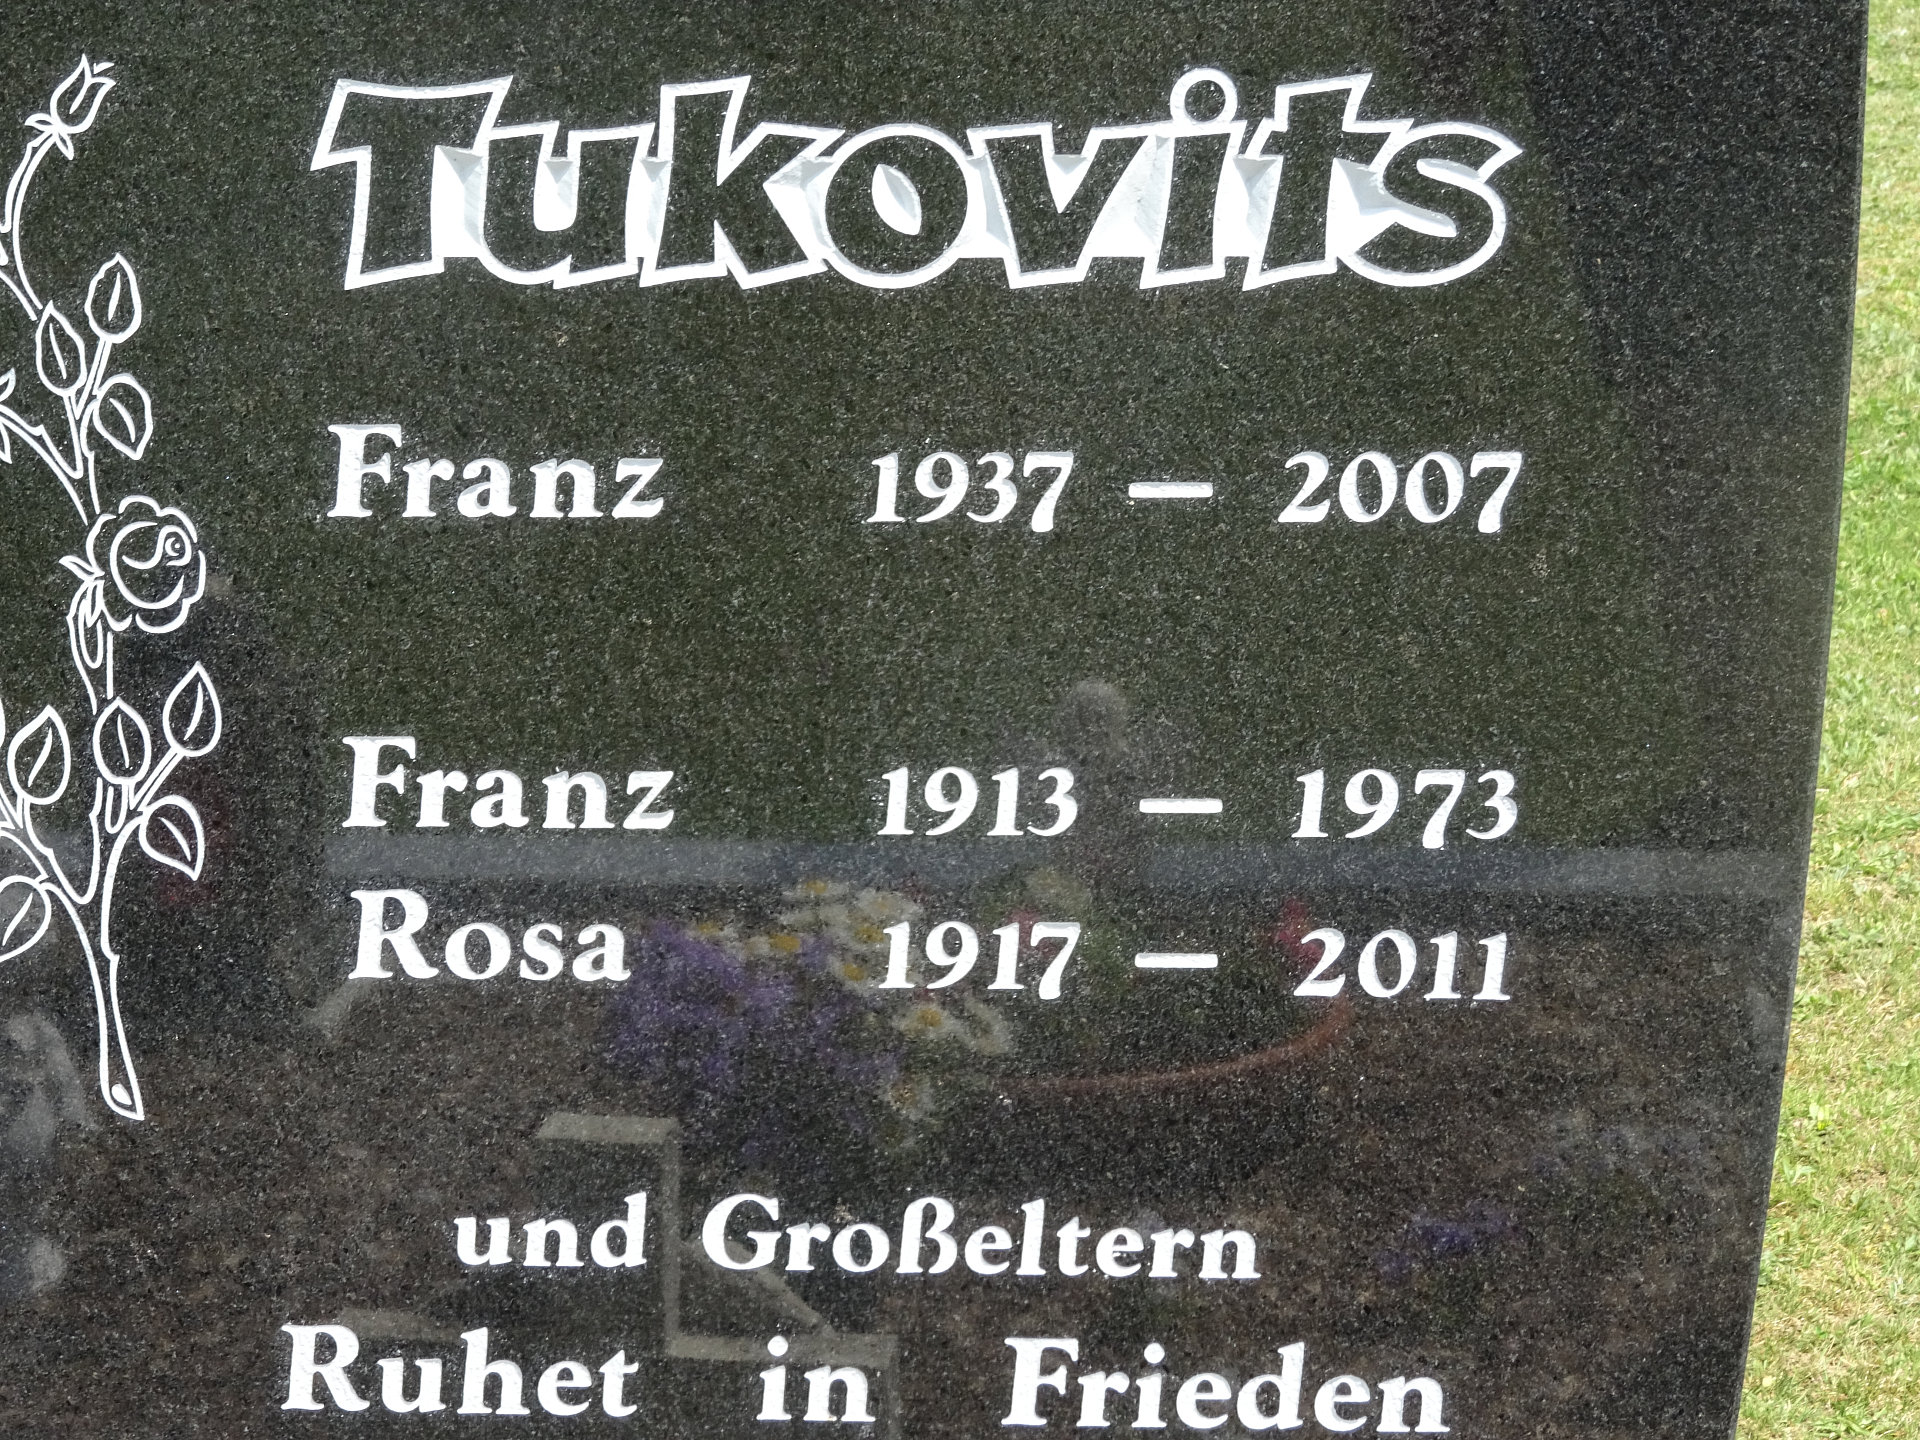 Tukovits
Franz 1937 – 2007
Franz 1913 – 1973
Rosa 1917 – 2011
und Großeltern
Ruhet in Frieden